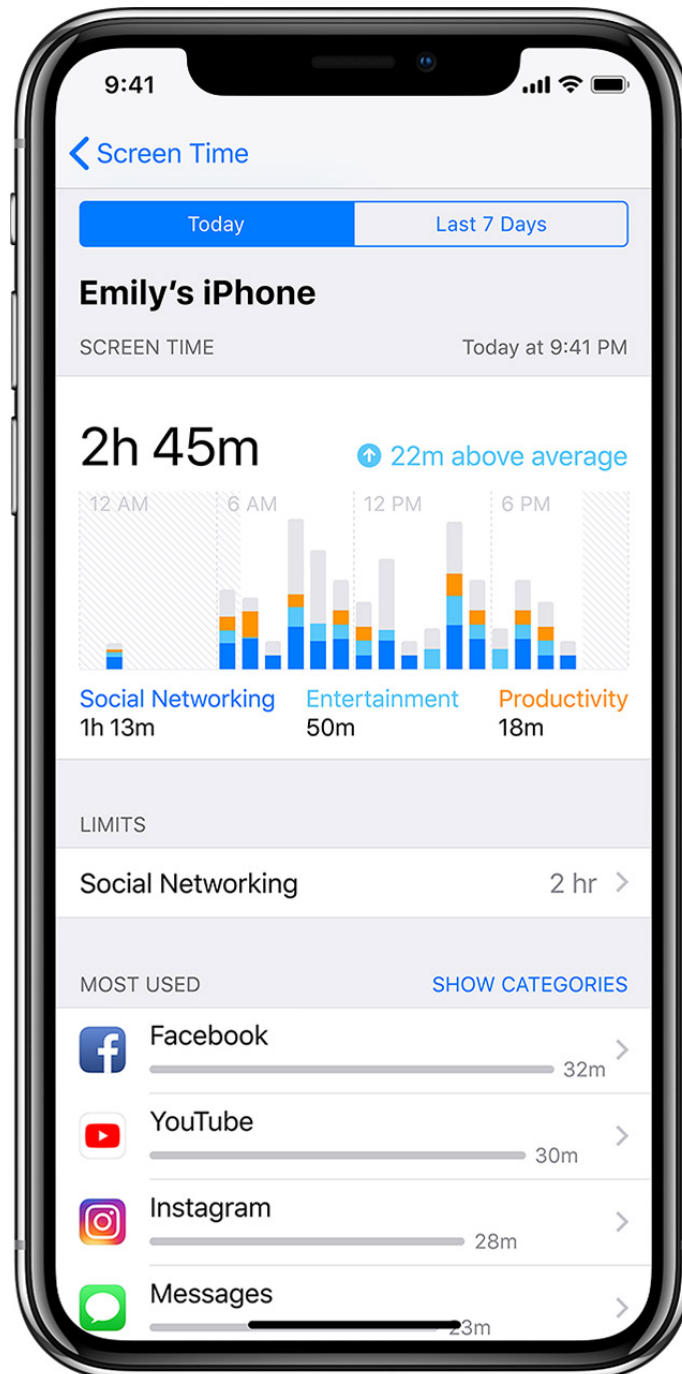 9:41
Screen Time
Today Last 7 Days
Emily’s iPhone
SCREEN TIME Today at 9:41 PM
2h 45m 22m above average
12 AM 6 AM 12 PM 6 PM
Social Networking Entertainment Productivity
1h 13m 50m 18m
LIMITS
Social Networking 2 hr
MOST USED SHOW CATEGORIES
Facebook
32m
YouTube
30m
Instagram
28m
Messages
23m